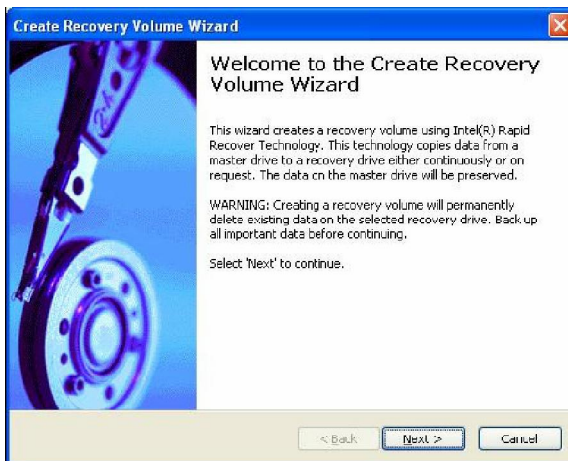 Create Recovery Volume Wizard
Welcome to the Create Recovery
Volume Wizard
This wizard creates a recovery volume using Intel(R) Rapid
Recover Technology. This technology copies data from a
master drive to a recovery drive either continuously or on
request. The data on the master drive will be preserved.
WARNING: Creating a recovery volume will permanently
delete existing data on the selected recovery drive. Back up
all important data before continuing.
Select 'Next' to continue.
< Back
Next >
Cancel